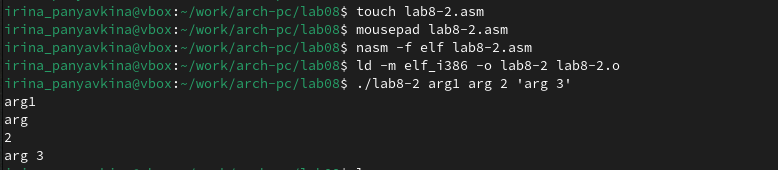 irina_panyavkina@vbox:~/work/arch-pc/lab08$ touch lab8-2.asm
irina_panyavkina@vbox:~/work/arch-pc/lab08$ mousepad lab8-2.asm
irina_panyavkina@vbox:~/work/arch-pc/lab08$ nasm -f elf lab8-2.asm
irina_panyavkina@vbox:~/work/arch-pc/lab08$ ld -m elf_i386 -o lab8-2 lab8-2.o
irina_panyavkina@vbox:~/work/arch-pc/lab08$ ./lab8-2 arg1 arg 2 'arg 3'
arg1
arg
2
arg 3